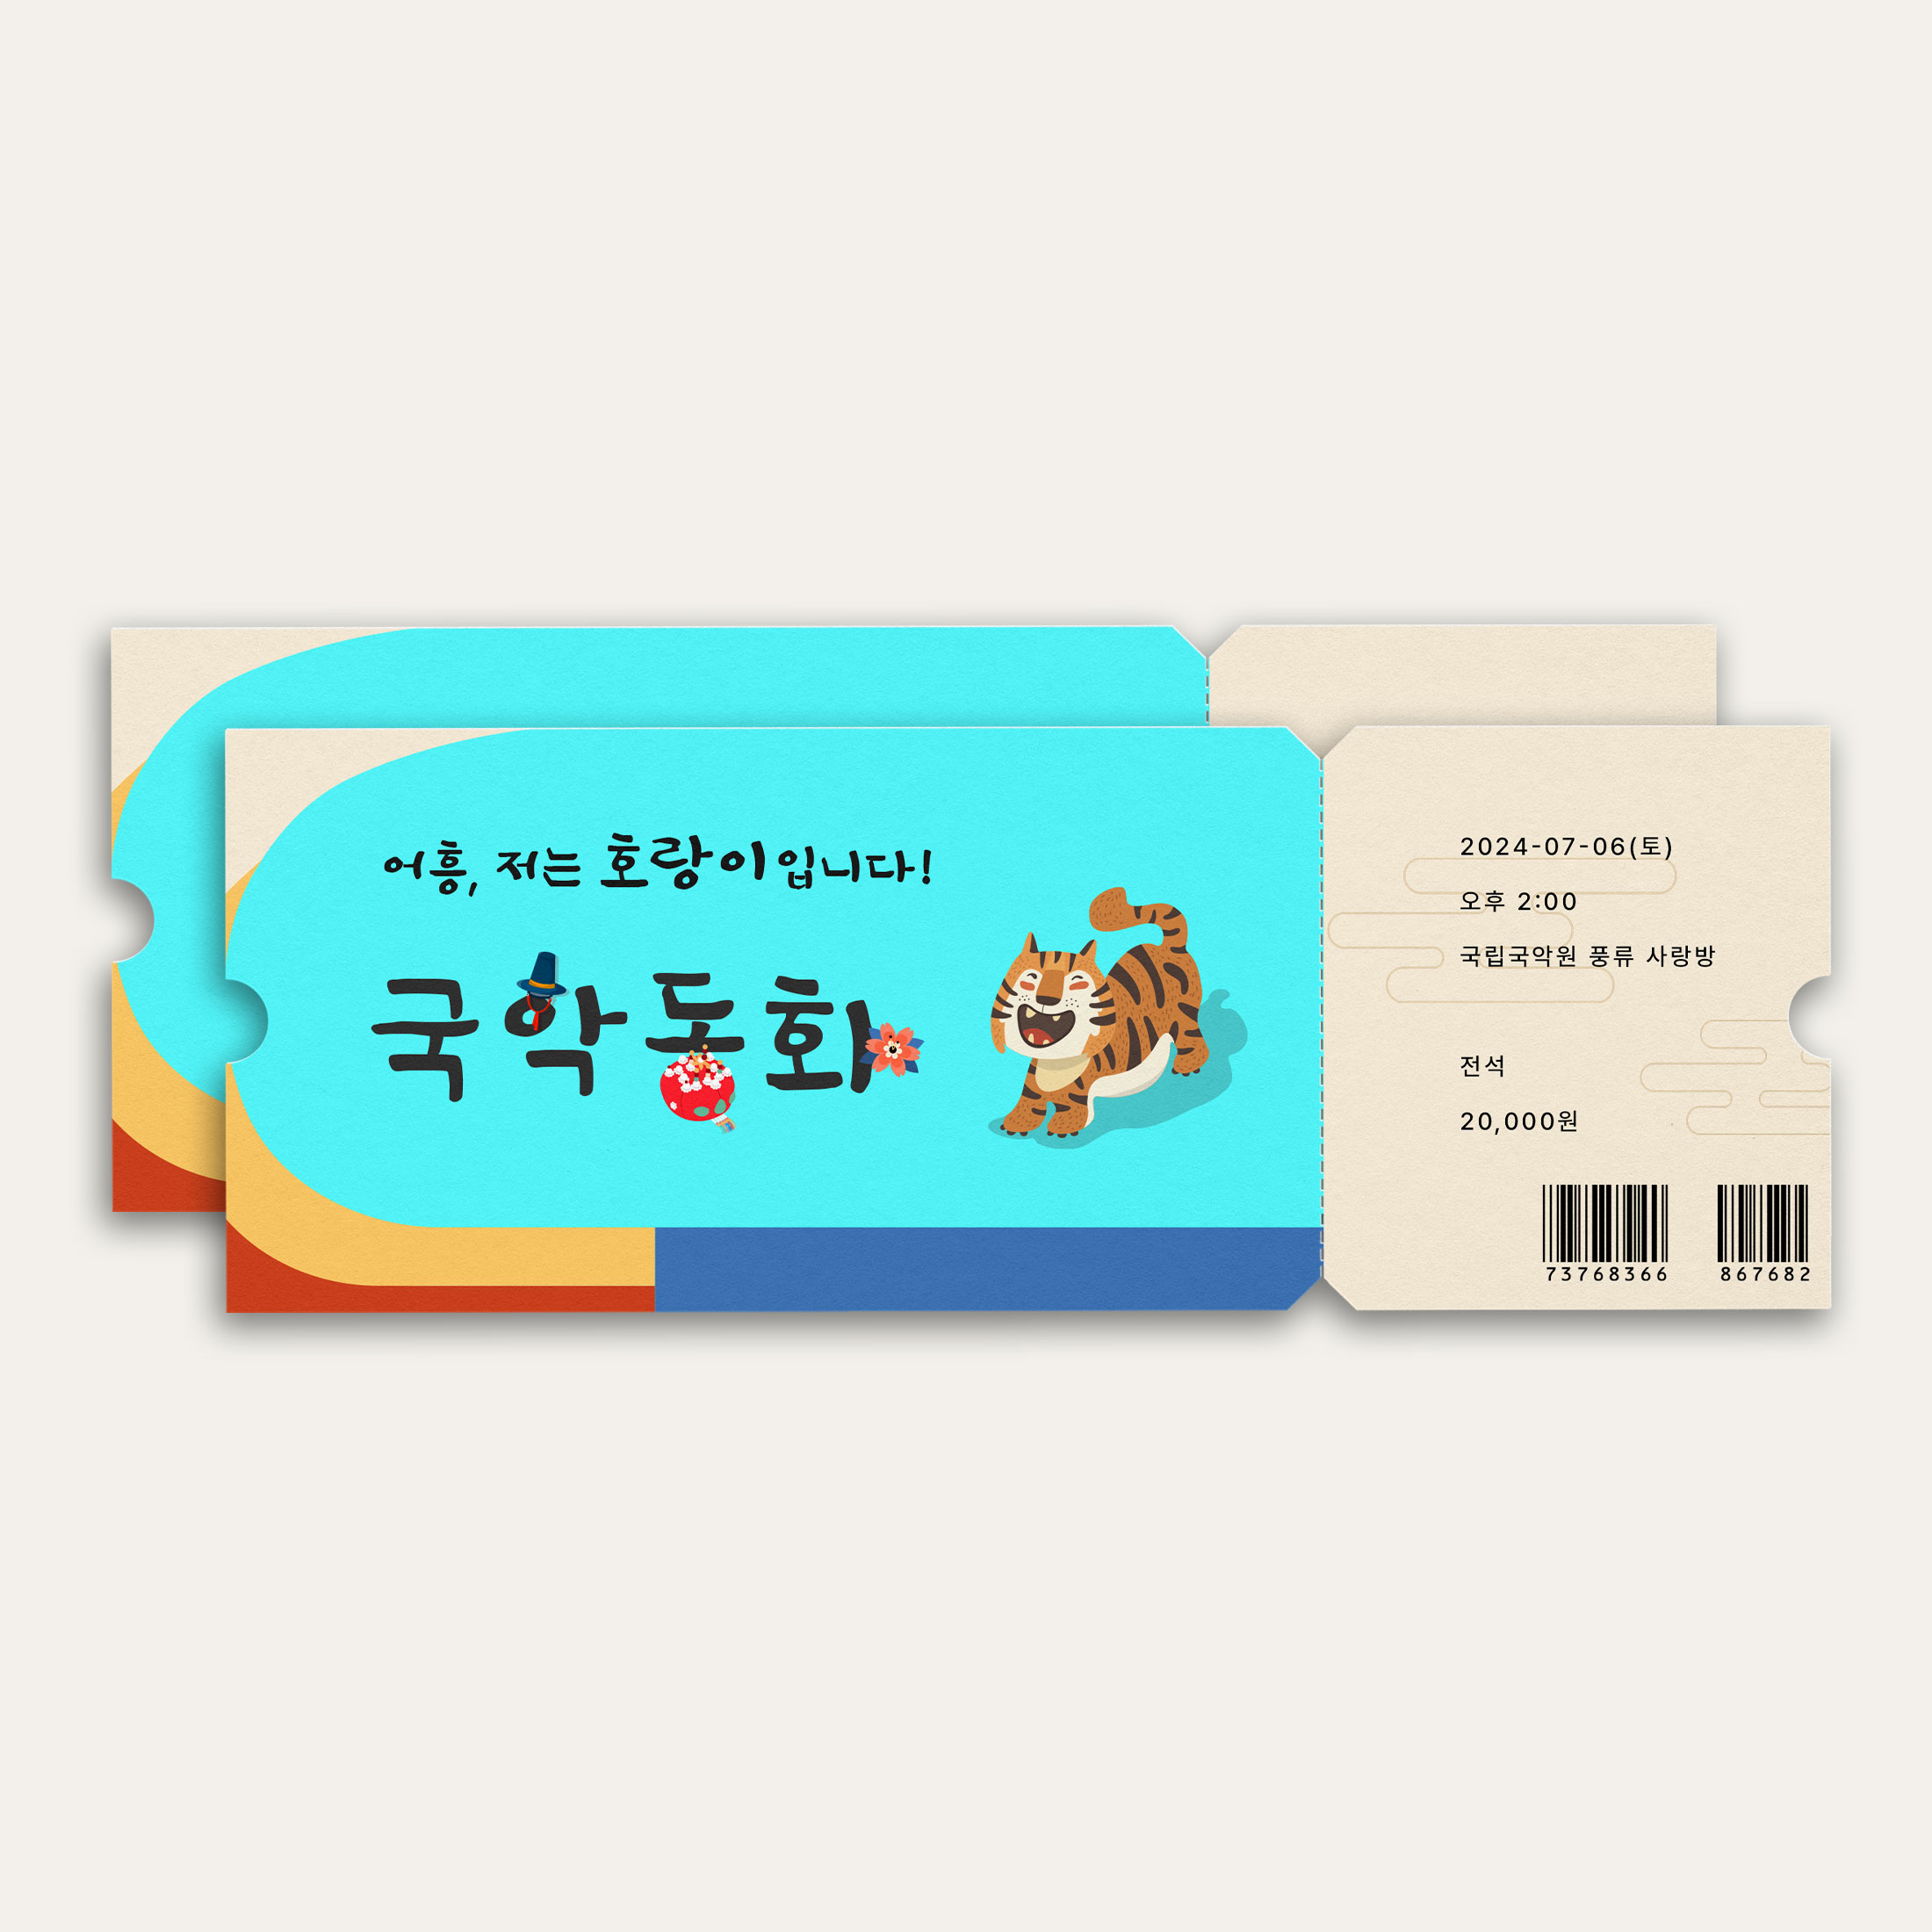 어흥, 저는 호랑이입니다!
국악동화
2024-07-06(토)
오후 2:00
국립국악원 풍류 사랑방
전석
20,000원
73768366
867682